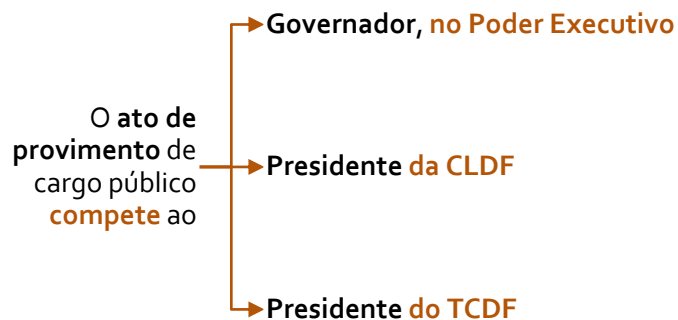 O ato de
provimento de
cargo público
compete ao
Governador, no Poder Executivo
Presidente da CLDF
Presidente do TCDF